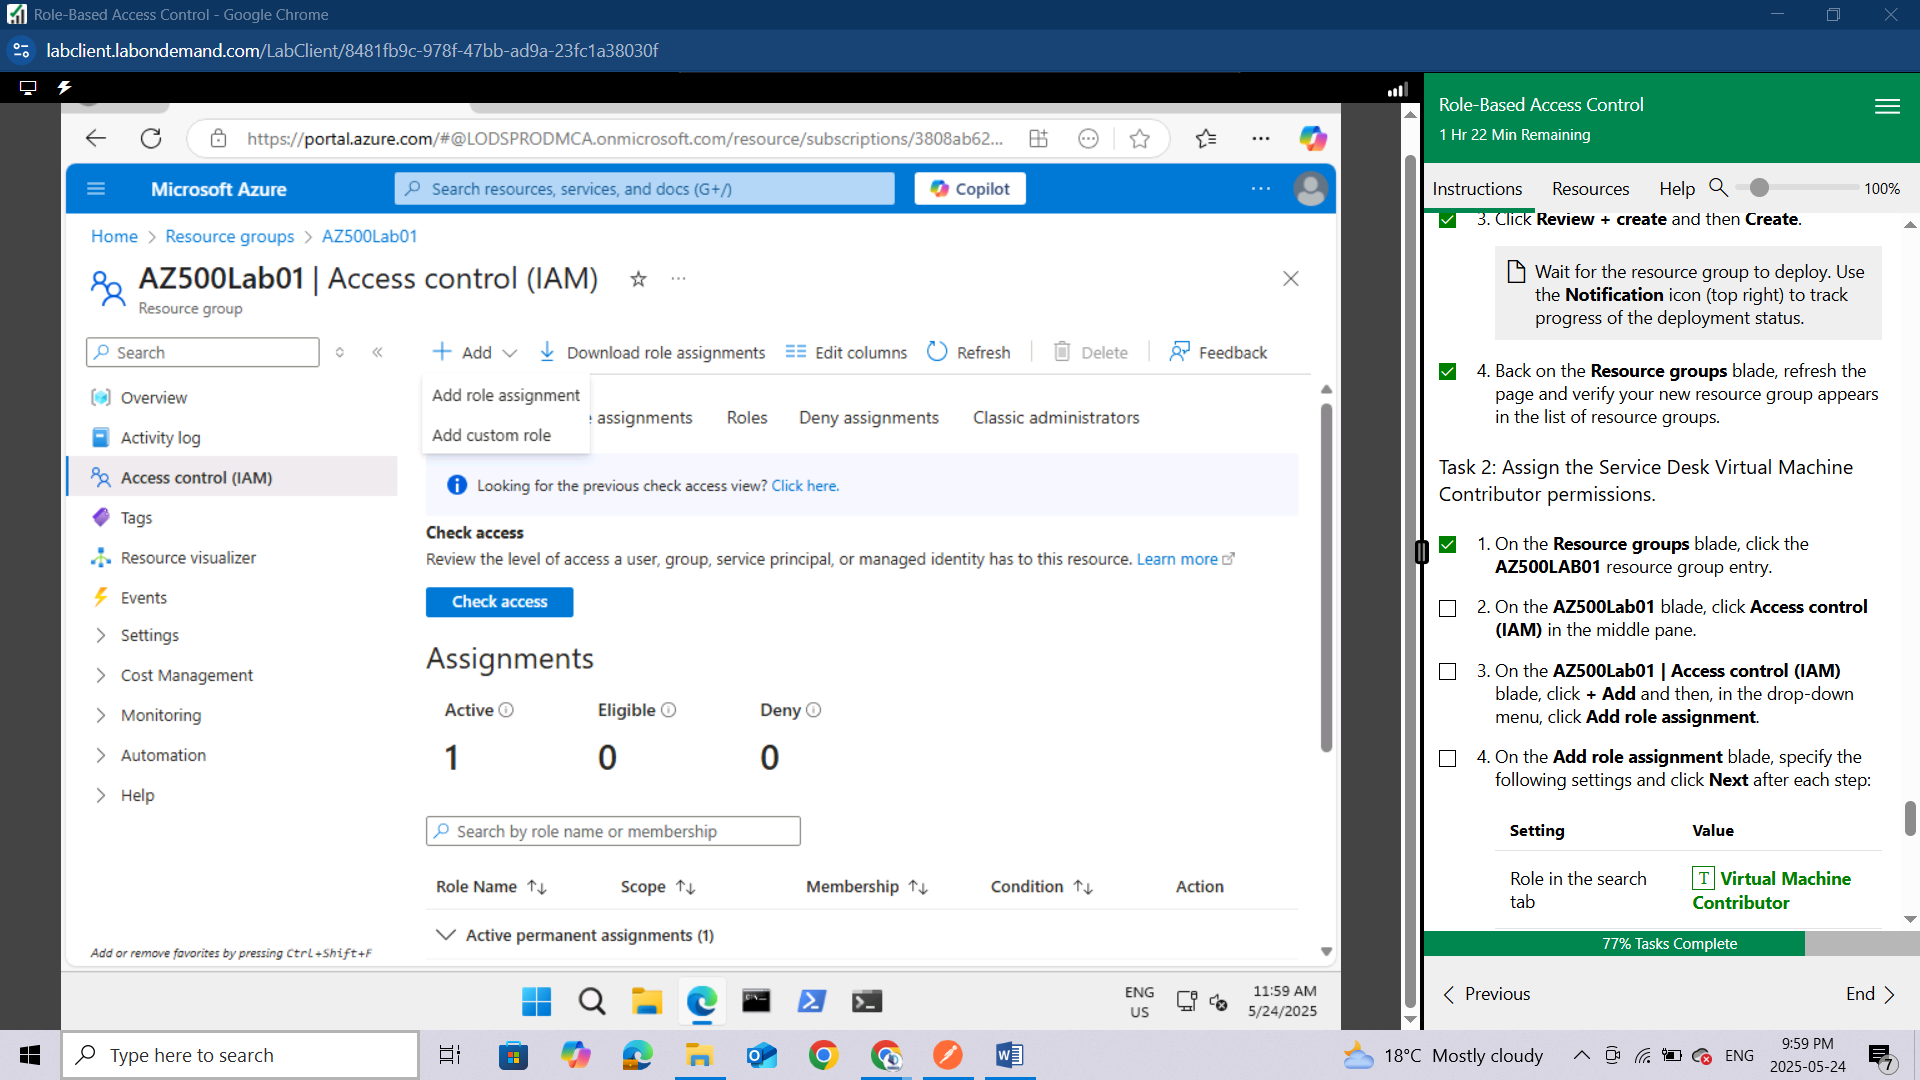 Role-Based Access Control - Google Chrome
labclient.labondemand.com/LabClient/8481fb9c-978f-47bb-ad9a-23fc1a38030f
https://portal.azure.com/#@LODSPRODMCA.onmicrosoft.com/resource/subscriptions/3808ab62...
Microsoft Azure
Search resources, services, and docs (G+/)
Copilot
Home > Resource groups > AZ500Lab01
AZ500Lab01 | Access control (IAM)
Resource group
Search
Add
Download role assignments
Edit columns
Refresh
Delete
Feedback
Overview
Activity log
Access control (IAM)
Tags
Resource visualizer
Events
Settings
Cost Management
Monitoring
Automation
Help
Add or remove favorites by pressing Ctrl+Shift+F
Add role assignment
Add custom role
assignments
Roles
Deny assignments
Classic administrators
Looking for the previous check access view? Click here.
Check access
Review the level of access a user, group, service principal, or managed identity has to this resource. Learn more
Check access
Assignments
Active
Eligible
Deny
1
0
0
Search by role name or membership
Role Name
Scope
Membership
Condition
Action
Active permanent assignments (1)
ENG
US
11:59 AM
5/24/2025
Role-Based Access Control
1 Hr 22 Min Remaining
Instructions
Resources
Help
100%
3. Click Review + create and then Create.
Wait for the resource group to deploy. Use
the Notification icon (top right) to track
progress of the deployment status.
4. Back on the Resource groups blade, refresh the
page and verify your new resource group appears
in the list of resource groups.
Task 2: Assign the Service Desk Virtual Machine
Contributor permissions.
1. On the Resource groups blade, click the
AZ500LAB01 resource group entry.
2. On the AZ500Lab01 blade, click Access control
(IAM) in the middle pane.
3. On the AZ500Lab01 | Access control (IAM)
blade, click + Add and then, in the drop-down
menu, click Add role assignment.
4. On the Add role assignment blade, specify the
following settings and click Next after each step:
Setting
Value
Role in the search
tab
T Virtual Machine
Contributor
77% Tasks Complete
Previous
End
Type here to search
18°C Mostly cloudy
ENG
9:59 PM
2025-05-24
7